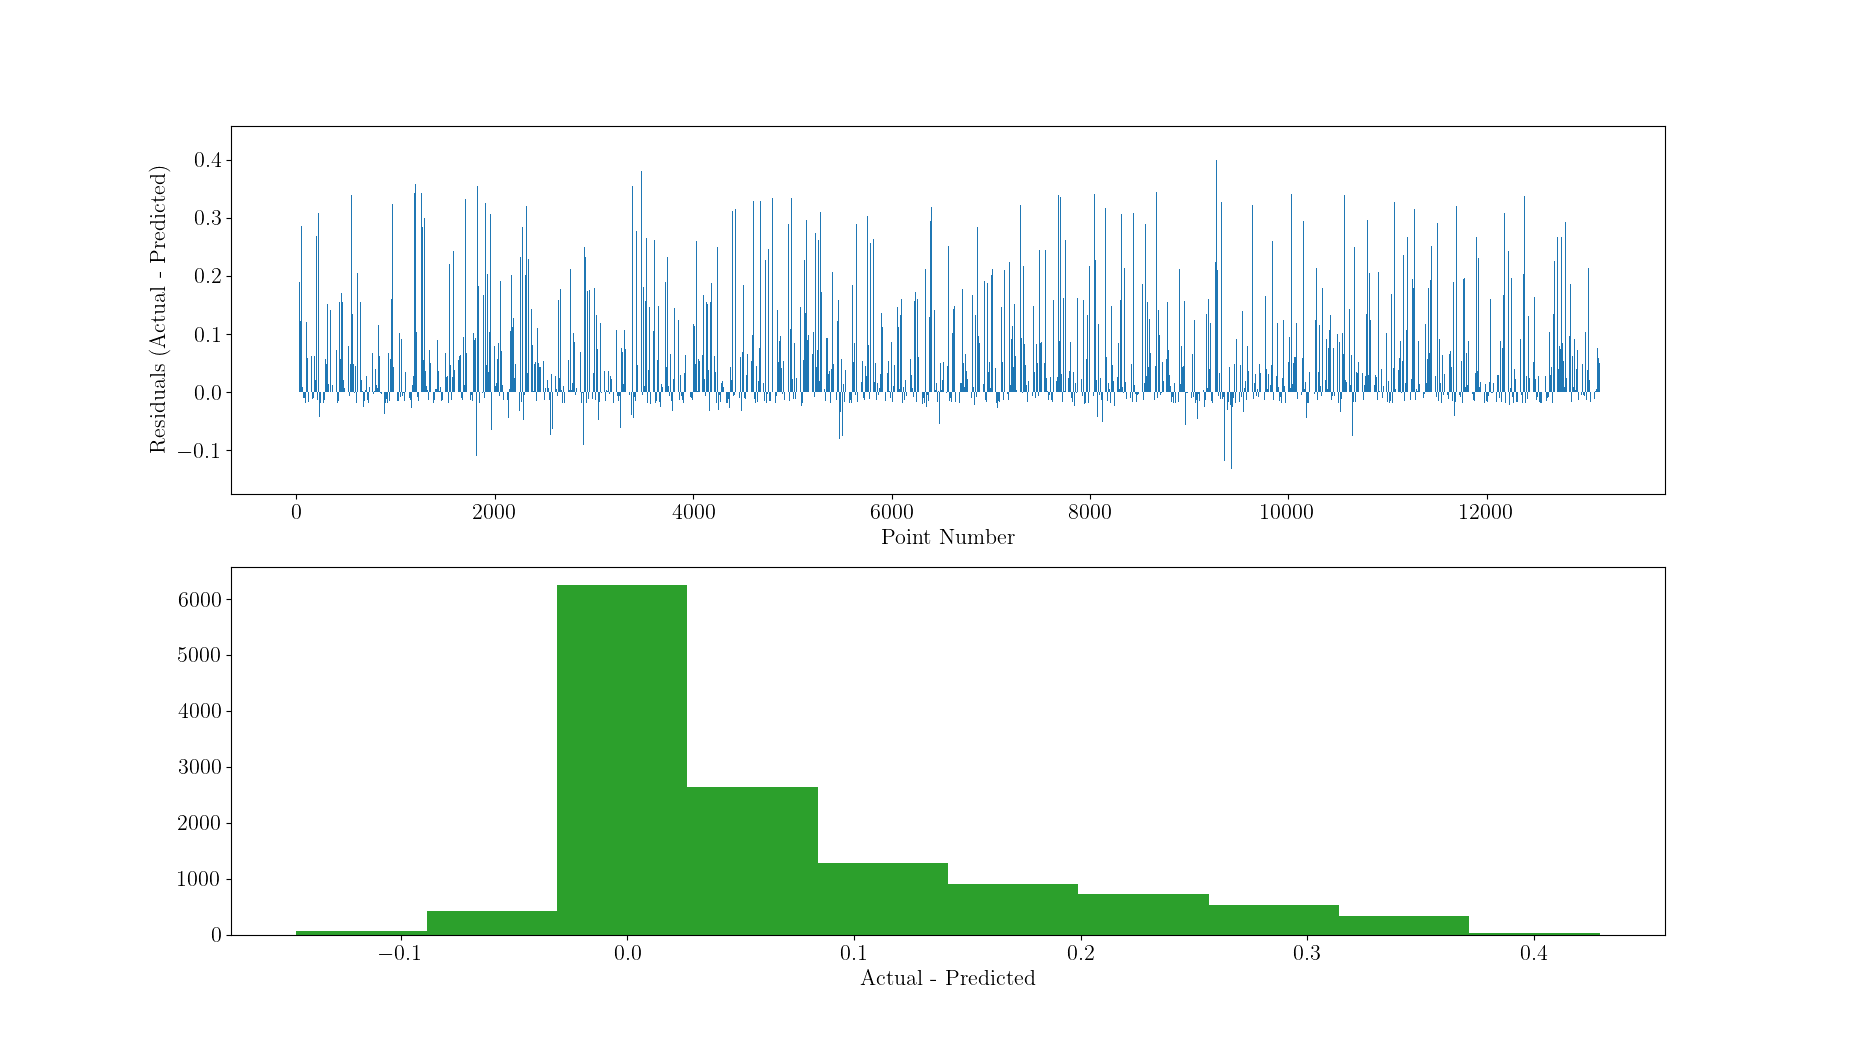 Residuals (Actual - Predicted)
0.4
0.3
0.2
0.1
0.0
−0.1
0 2000 4000 6000 8000 10000 12000
Point Number
6000
5000
4000
3000
2000
1000
0
−0.1 0.0 0.1 0.2 0.3 0.4
Actual - Predicted